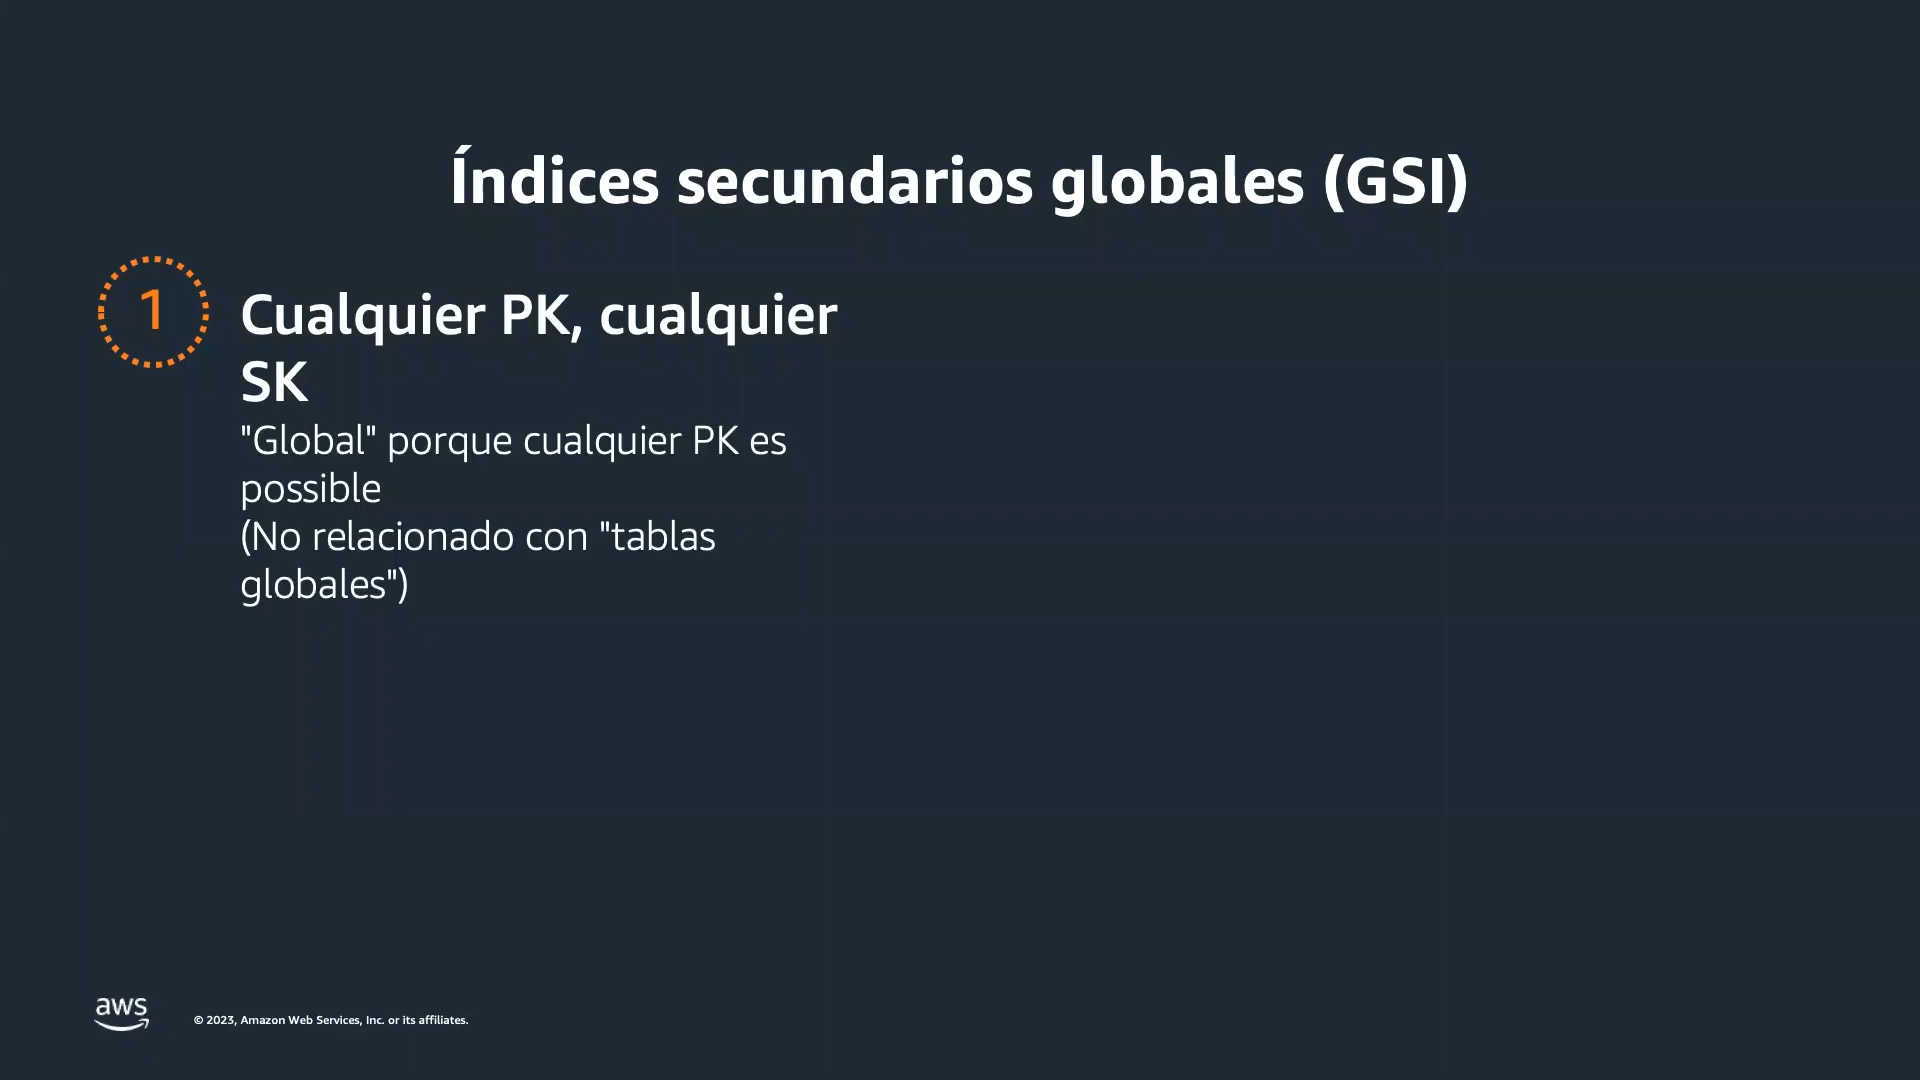 Índices secundarios globales (GSI)
1
Cualquier PK, cualquier
SK
"Global" porque cualquier PK es
possible
(No relacionado con "tablas
globales")
aws
© 2023, Amazon Web Services, Inc. or its affiliates.